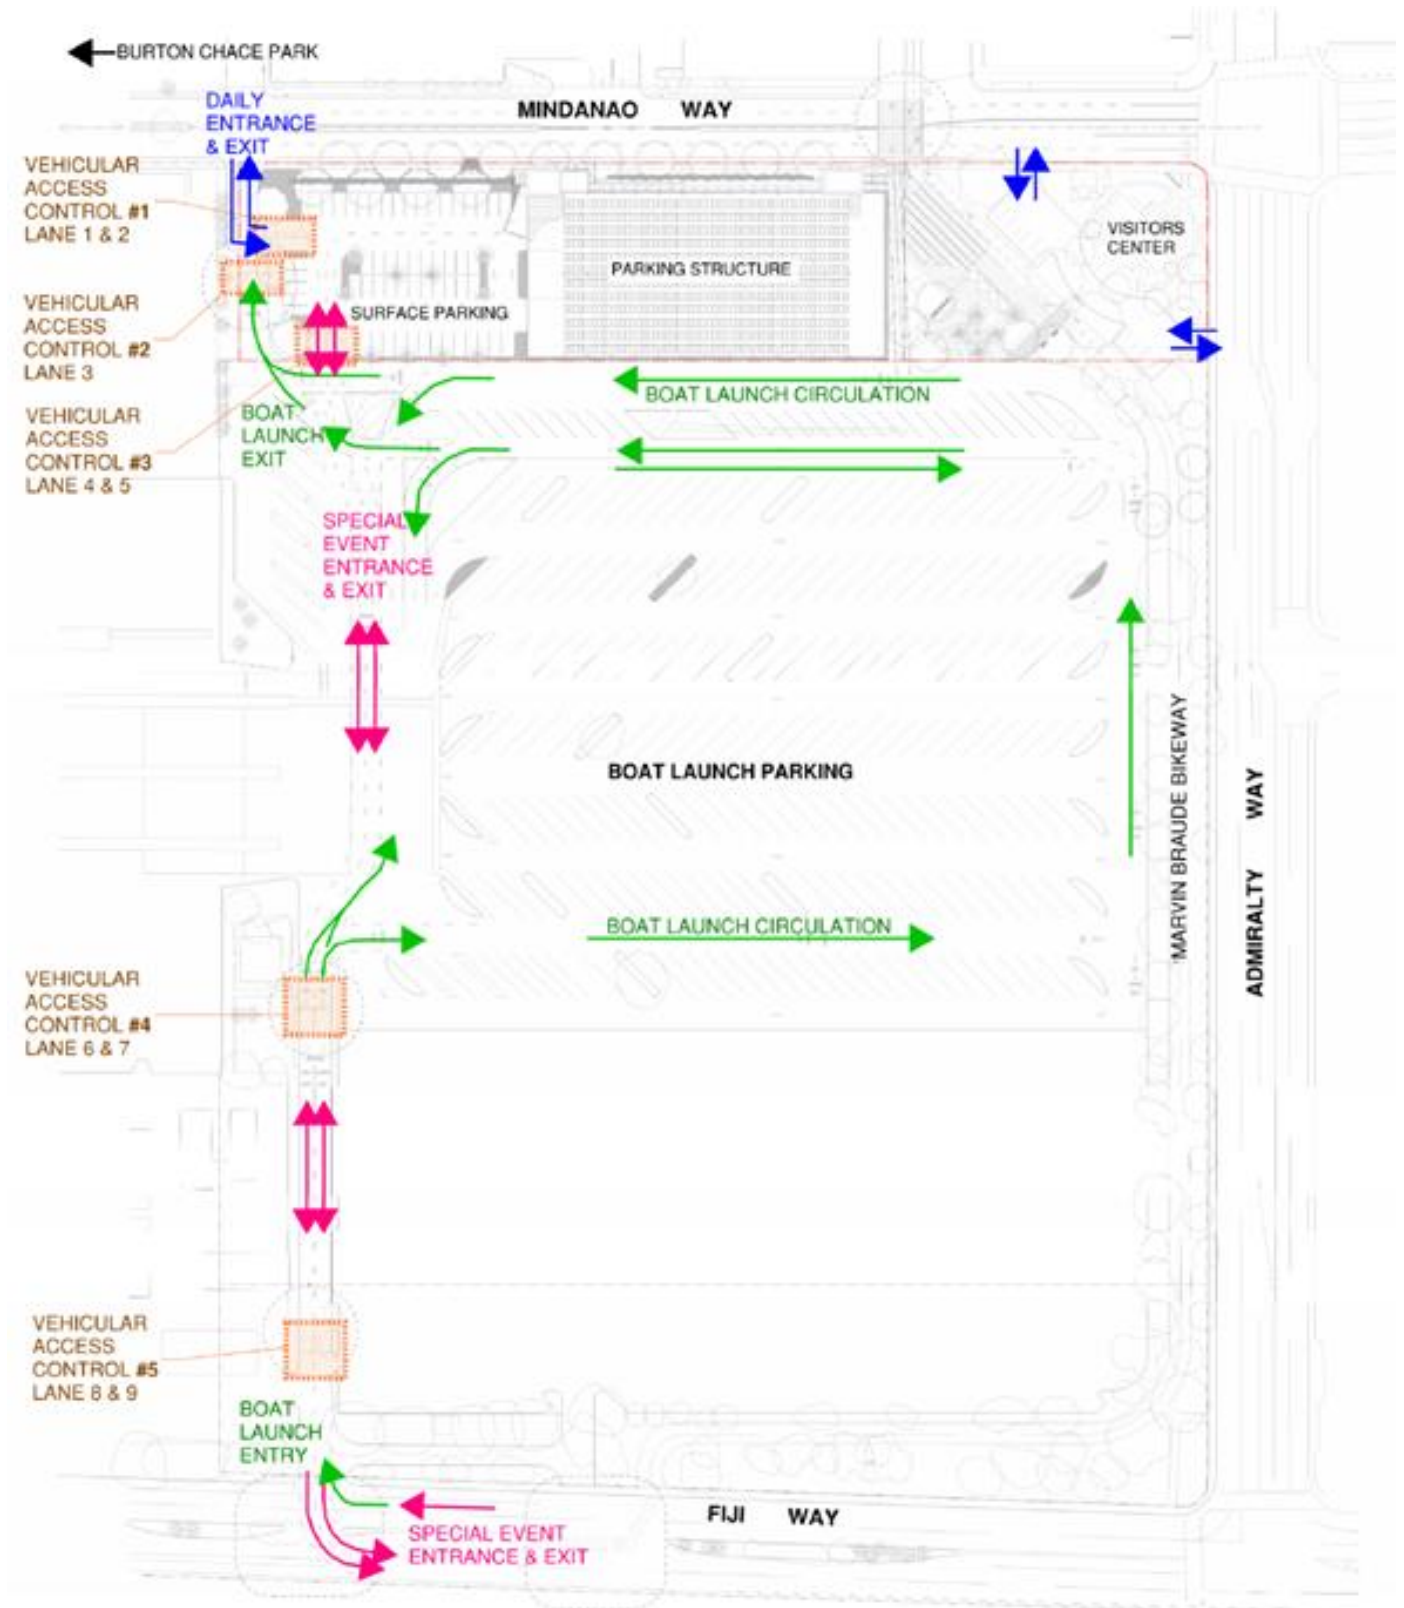 BURTON CHACE PARK
MINDANAO WAY
DAILY
ENTRANCE
& EXIT
VEHICULAR
ACCESS
CONTROL #1
LANE 1 & 2
VISITORS
CENTER
PARKING STRUCTURE
SURFACE PARKING
VEHICULAR
ACCESS
CONTROL #2
LANE 3
BOAT LAUNCH CIRCULATION
BOAT
LAUNCH
EXIT
VEHICULAR
ACCESS
CONTROL #3
LANE 4 & 5
SPECIAL
EVENT
ENTRANCE
& EXIT
BOAT LAUNCH PARKING
MARVIN BRAUDE BIKEWAY
ADMIRALTY WAY
BOAT LAUNCH CIRCULATION
VEHICULAR
ACCESS
CONTROL #4
LANE 6 & 7
VEHICULAR
ACCESS
CONTROL #5
LANE 8 & 9
BOAT
LAUNCH
ENTRY
FIJI WAY
SPECIAL EVENT
ENTRANCE & EXIT